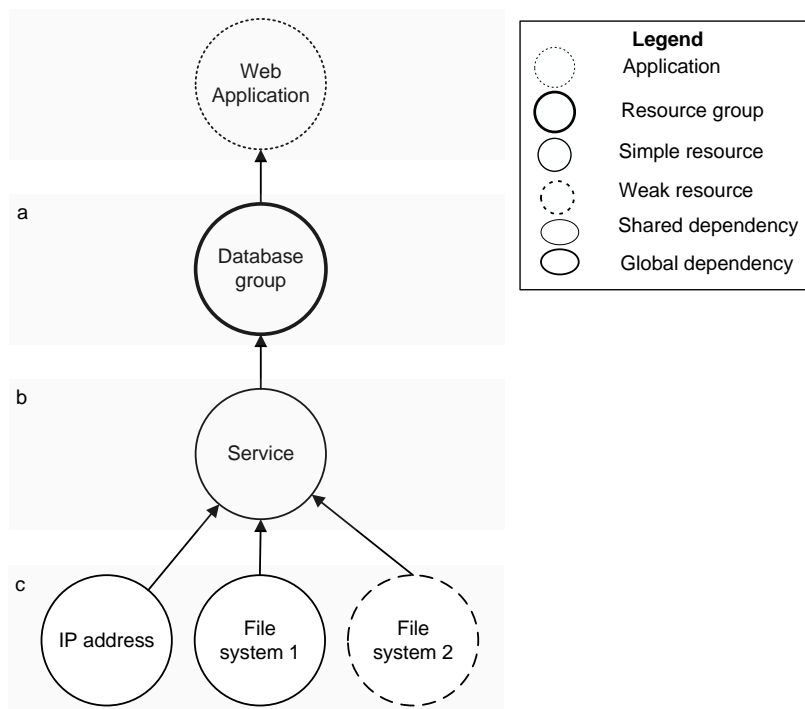 Web
Application
a
Database
group
b
Service
c
IP address
File
system 1
File
system 2
Legend
Application
Resource group
Simple resource
Weak resource
Shared dependency
Global dependency